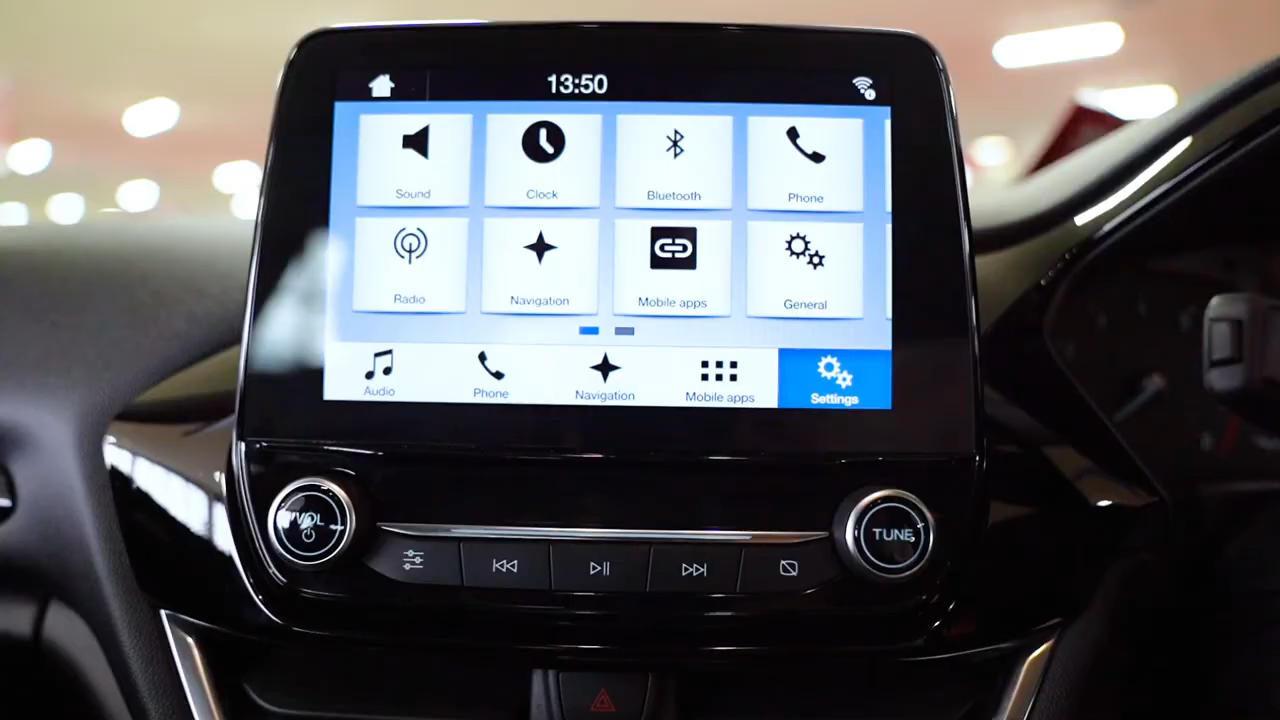 13:50
Sound Clock Bluetooth Phone
Radio Navigation Mobile apps General
Audio Phone Navigation Mobile apps Settings
VOL
TUNE